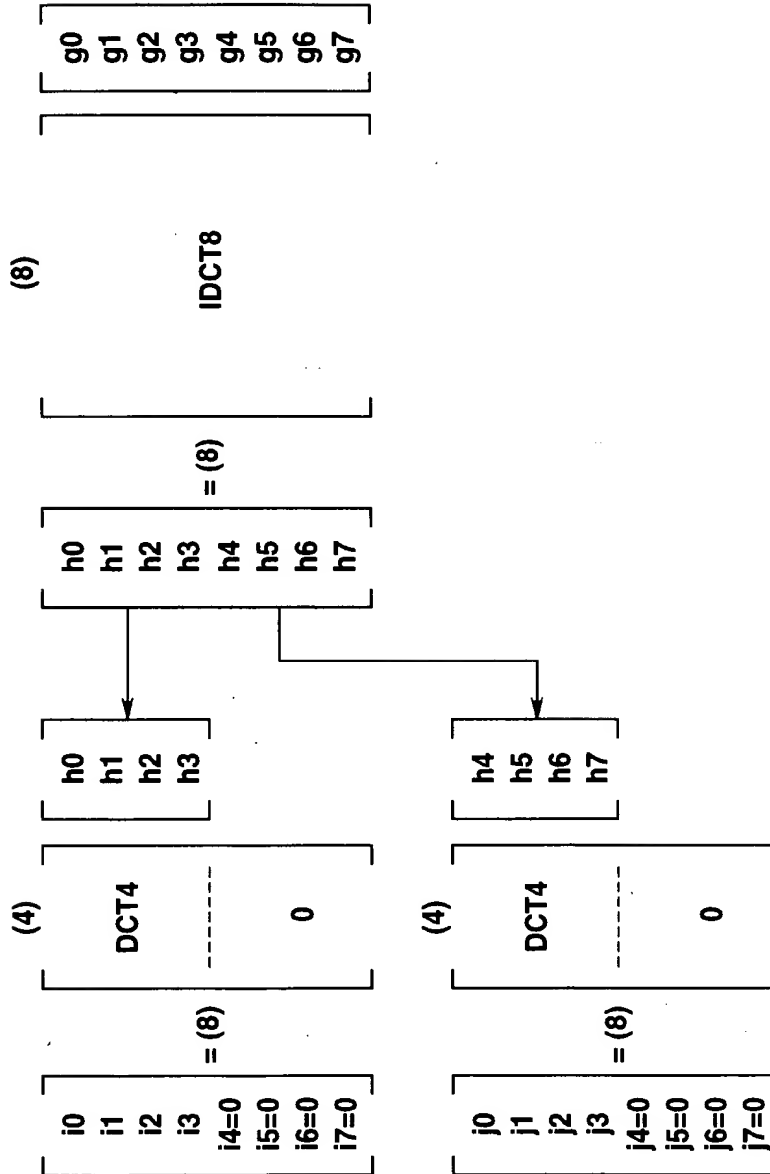 (4) (8)
i0 h0 h0 g0
i1 DCT4 h1 h1 g1
i2 h2 h2 g2
i3 h3 h3 g3
= (8) = (8) IDCT8
i4=0 h4 g4
i5=0 h5 g5
i6=0 0 h6 g6
i7=0 h7 g7
(4)
j0 h4
j1 DCT4 h5
j2 h6
j3 h7
= (8)
j4=0
j5=0
j6=0 0
j7=0